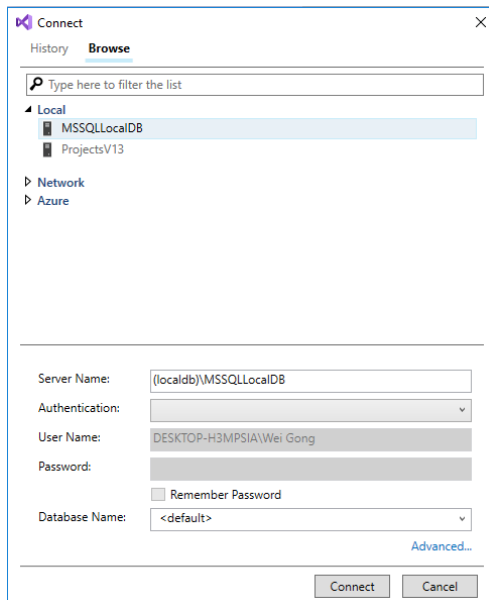 Connect
History Browse
Type here to filter the list
Local
MSSQLLocalDB
ProjectsV13
Network
Azure
Server Name: (localdb)\MSSQLLocalDB
Authentication:
User Name: DESKTOP-H3MPSIA\Wei Gong
Password:
Remember Password
Database Name: <default>
Advanced...
Connect Cancel